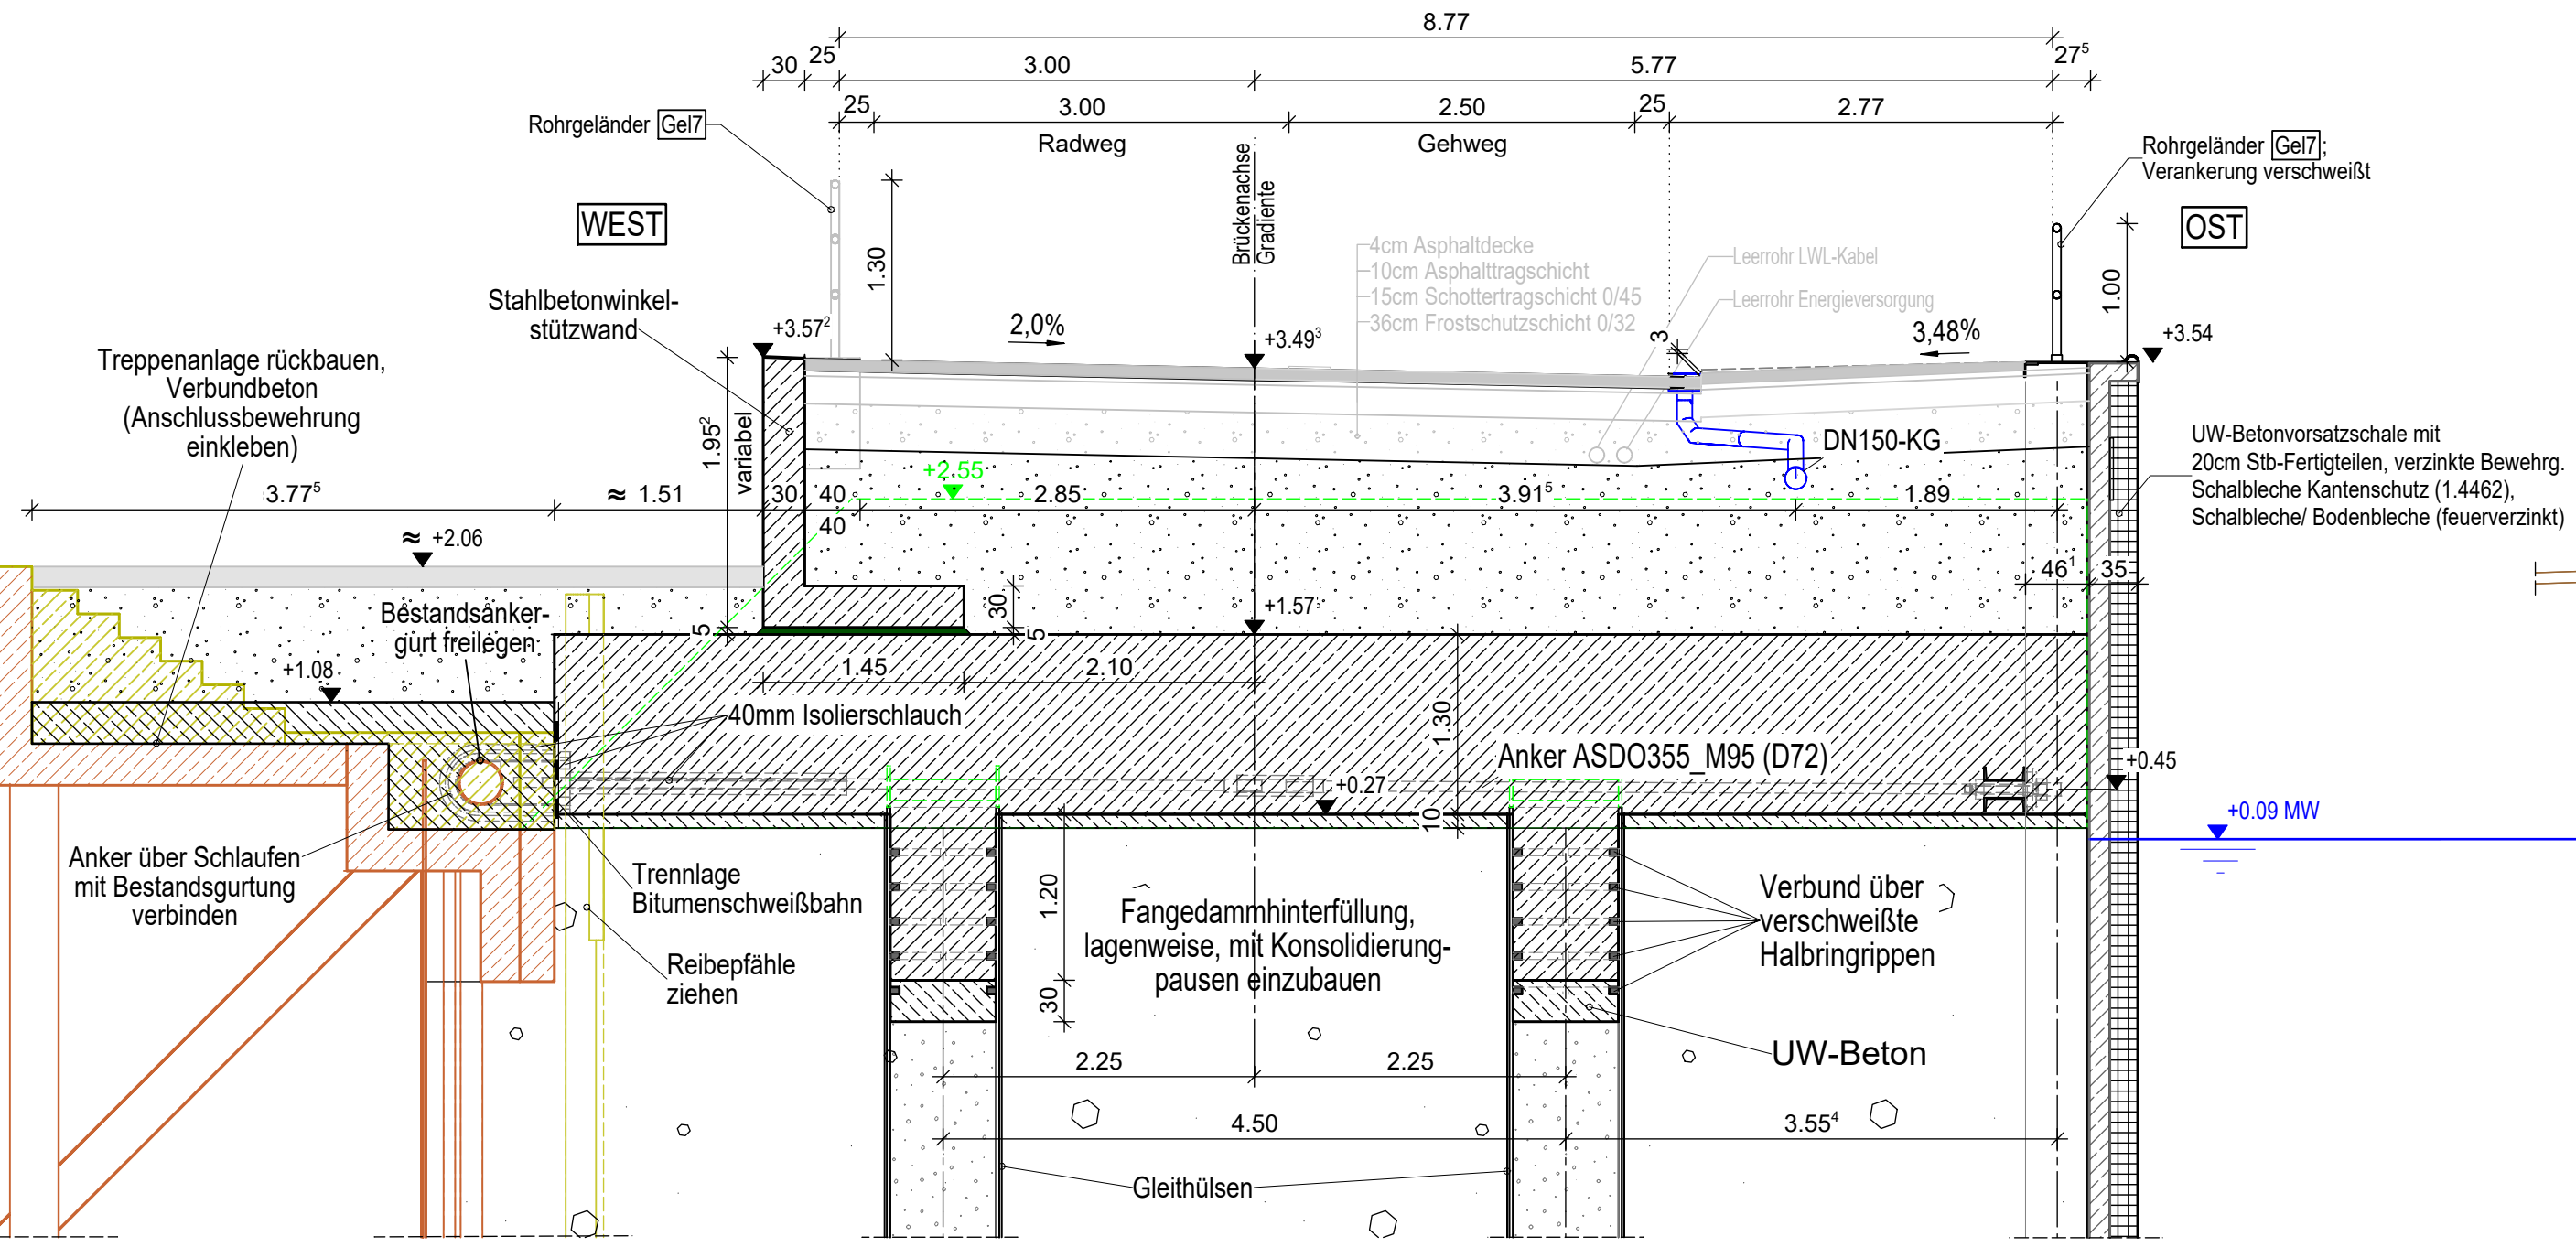 8.77
30
25
3.00
5.77
27⁵
25
3.00
2.50
25
2.77
Radweg
Gehweg
Rohrgeländer Gel7
Rohrgeländer Gel7;
Verankerung verschweißt
WEST
OST
Brückenachse
Gradiente
1.30
1.00
4cm Asphaltdecke
10cm Asphalttragschicht
15cm Schottertragschicht 0/45
36cm Frostschutzschicht 0/32
Leerrohr LWL-Kabel
Leerrohr Energieversorgung
Stahlbetonwinkel-
stützwand
+3.57²
2,0%
+3.49³
3
3,48%
+3.54
Treppenanlage rückbauen,
Verbundbeton
(Anschlussbewehrung
einkleben)
1.95²
variabel
DN150-KG
UW-Betonvorsatzschale mit
20cm Stb-Fertigteilen, verzinkte Bewehrg.
Schalbleche Kantenschutz (1.4462),
Schalbleche/ Bodenbleche (feuerverzinkt)
+2.55
3.77⁵
≈ 1.51
30
40
2.85
3.91⁵
1.89
40
≈ +2.06
46¹
35
Bestandsanker-
gurt freilegen
30
+1.57⁵
5
5
+1.08
1.45
2.10
40mm Isolierschlauch
1.30
Anker ASDO355_M95 (D72)
+0.45
+0.27
10
+0.09 MW
Anker über Schlaufen
mit Bestandsgurtung
verbinden
Trennlage
Bitumenschweißbahn
1.20
Fangedammhinterfüllung,
lagenweise, mit Konsolidierung-
pausen einzubauen
Verbund über
verschweißte
Halbringrippen
Reibepfähle
ziehen
30
UW-Beton
2.25
2.25
4.50
3.55⁴
Gleithülsen